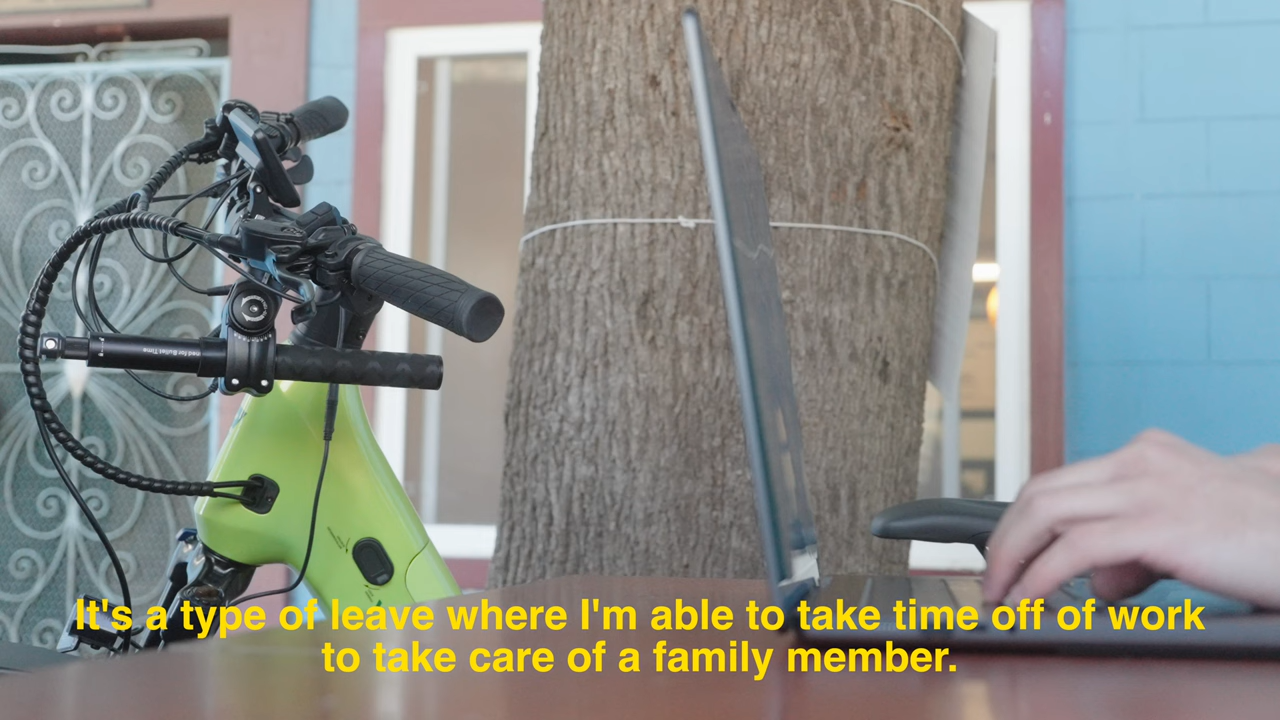 It's a type of leave where I'm able to take time off of work
to take care of a family member.